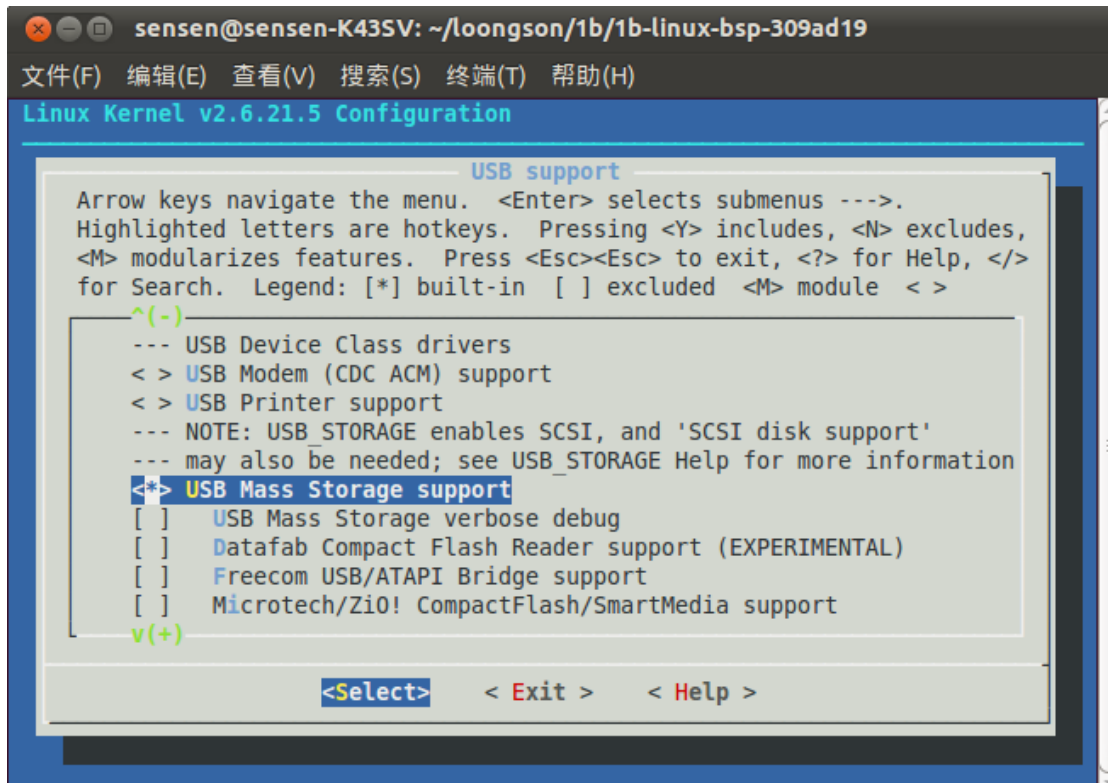 sensen@sensen-K43SV: ~/loongson/1b/1b-linux-bsp-309ad19
文件(F) 编辑(E) 查看(V) 搜索(S) 终端(T) 帮助(H)
Linux Kernel v2.6.21.5 Configuration
USB support
Arrow keys navigate the menu. <Enter> selects submenus --->.
Highlighted letters are hotkeys. Pressing <Y> includes, <N> excludes,
<M> modularizes features. Press <Esc><Esc> to exit, <?> for Help, </>
for Search. Legend: [*] built-in [ ] excluded <M> module < >
^(-)
--- USB Device Class drivers
< > USB Modem (CDC ACM) support
< > USB Printer support
--- NOTE: USB_STORAGE enables SCSI, and 'SCSI disk support'
--- may also be needed; see USB_STORAGE Help for more information
<*> USB Mass Storage support
[ ] USB Mass Storage verbose debug
[ ] Datafab Compact Flash Reader support (EXPERIMENTAL)
[ ] Freecom USB/ATAPI Bridge support
[ ] Microtech/ZiO! CompactFlash/SmartMedia support
v(+)
<Select> < Exit > < Help >